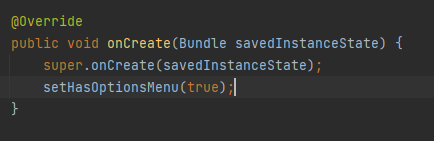 @Override
public void onCreate(Bundle savedInstanceState) {
    super.onCreate(savedInstanceState);
    setHasOptionsMenu(true);
}